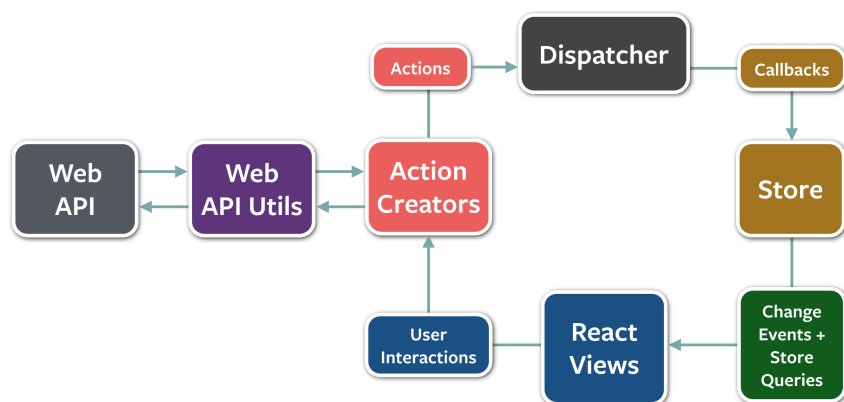 Dispatcher
Actions
Callbacks
Web
API
Web
API Utils
Action
Creators
Store
User
Interactions
React
Views
Change
Events +
Store
Queries